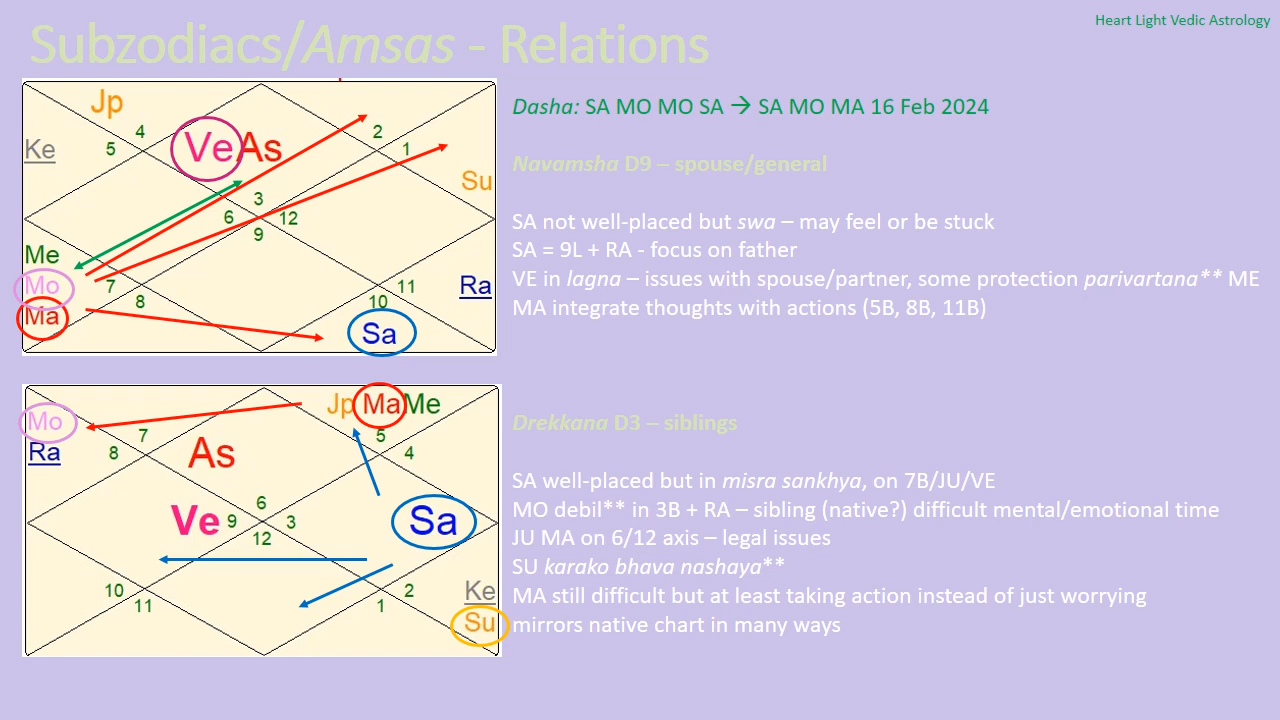 Heart Light Vedic Astrology
Subzodiacs/Amsas - Relations
Jp
4
2
Ke
5
Ve As
1
Su
3
6
12
9
Me
Mo
7
11
Ra
Ma
8
10
Sa
Dasha: SA MO MO SA → SA MO MA 16 Feb 2024
Navamsha D9 – spouse/general
SA not well-placed but swa – may feel or be stuck
SA = 9L + RA - focus on father
VE in lagna – issues with spouse/partner, some protection parivartana** ME
MA integrate thoughts with actions (5B, 8B, 11B)
Jp Ma Me
Mo
7
5
Ra
8
As
4
6
Ve
9
3
Sa
12
10
2
Ke
11
1
Su
Drekkana D3 – siblings
SA well-placed but in misra sankhya, on 7B/JU/VE
MO debil** in 3B + RA – sibling (native?) difficult mental/emotional time
JU MA on 6/12 axis – legal issues
SU karako bhava nashaya**
MA still difficult but at least taking action instead of just worrying
mirrors native chart in many ways